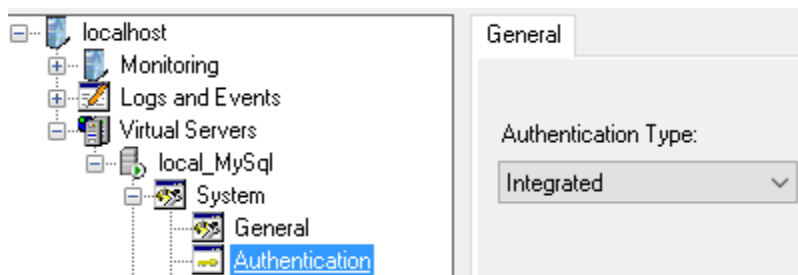 localhost
Monitoring
Logs and Events
Virtual Servers
local_MySql
System
General
Authentication
General
Authentication Type:
Integrated